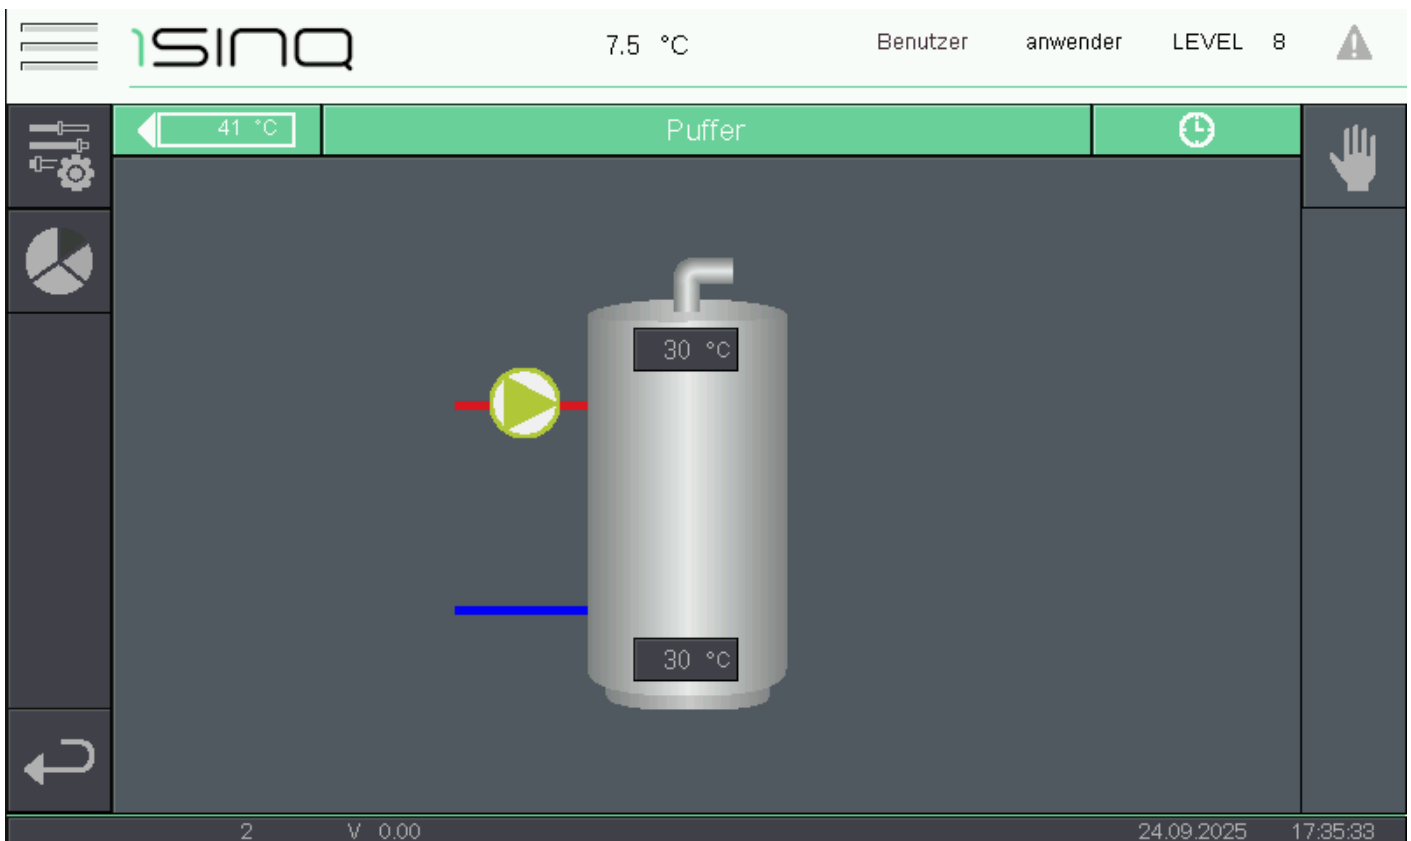 1SINQ 7.5 °C Benutzer anwender LEVEL 8
41 °C Puffer
30 °C
30 °C
2 V 0.00 24.09.2025 17:35:33